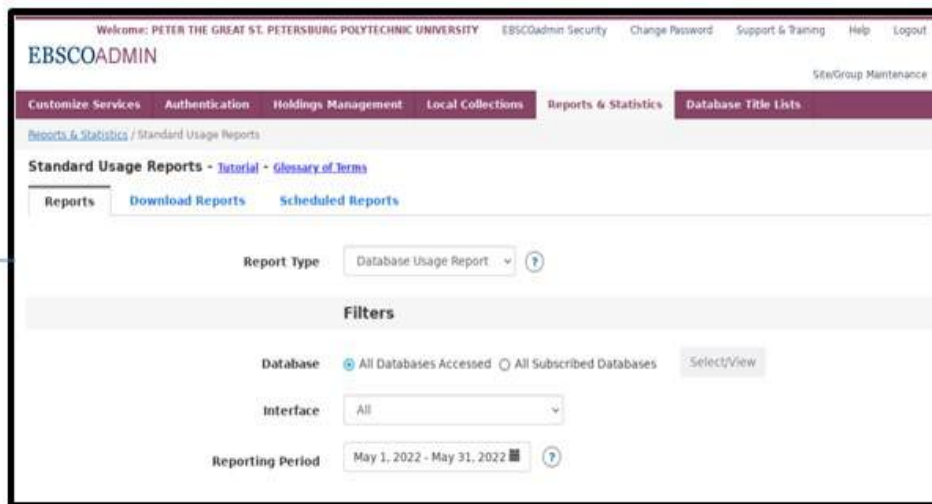 Welcome: PETER THE GREAT ST. PETERSBURG POLYTECHNIC UNIVERSITY EBSCOadmin Security Change Password Support & Training Help Logout
EBSCOADMIN
Site/Group Maintenance
Customize Services Authentication Holdings Management Local Collections Reports & Statistics Database Title Lists
Reports & Statistics / Standard Usage Reports
Standard Usage Reports - Tutorial - Glossary of Terms
Reports Download Reports Scheduled Reports
Report Type Database Usage Report ?
Filters
Database All Databases Accessed All Subscribed Databases Select/View
Interface All
Reporting Period May 1, 2022 - May 31, 2022 ?